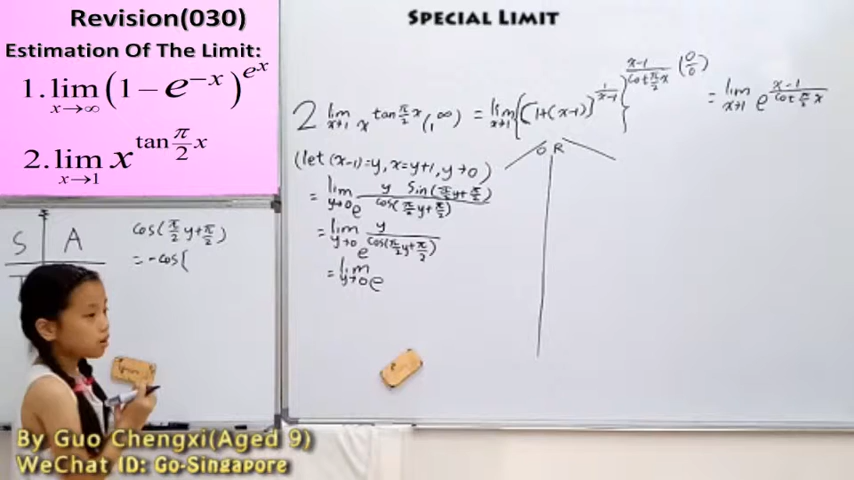 Revision(030)
Estimation Of The Limit:
1. lim x→∞ (1 − e^(−x))^(e^x)
2. lim x→1 x^(tan π/2 x)
SPECIAL LIMIT
2 lim x→1 x^(tan π/2 x) (1^∞) = lim x→1 {(1+(x-1))^(1/(x-1))}^((x-1)/(cot π/2 x)) (0/0) = lim x→1 e^((x-1)/(cot π/2 x))
(let (x-1)=y, x=y+1, y→0)
OR
= lim y→0 e^(y sin(π/2 y+π/2) / cos(π/2 y+π/2))
= lim y→0 e^(y / cos(π/2 y+π/2))
= lim y→0 e
S A
T
cos(π/2 y+π/2)
= -cos(
By Guo Chengxi(Aged 9)
WeChat ID: Go-Singapore